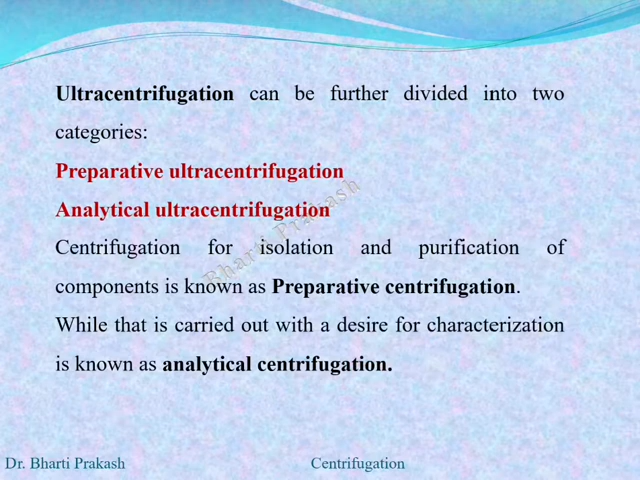 Ultracentrifugation can be further divided into two
categories:
Preparative ultracentrifugation
Analytical ultracentrifugation
Centrifugation for isolation and purification of
components is known as Preparative centrifugation.
While that is carried out with a desire for characterization
is known as analytical centrifugation.
Bharti Prakash
Dr. Bharti Prakash
Centrifugation